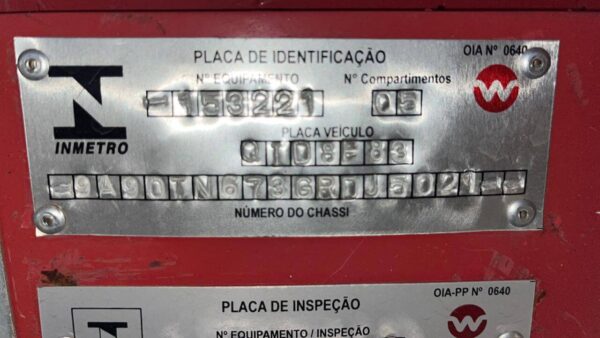 PLACA DE IDENTIFICAÇÃO
OIA Nº 0640
Nº EQUIPAMENTO
Nº Compartimentos
-153221
05
INMETRO
PLACA VEÍCULO
QTD8F83
-9A90TN6736RDJ5021--
NÚMERO DO CHASSI
PLACA DE INSPEÇÃO
OIA-PP Nº 0640
Nº EQUIPAMENTO / INSPEÇÃO